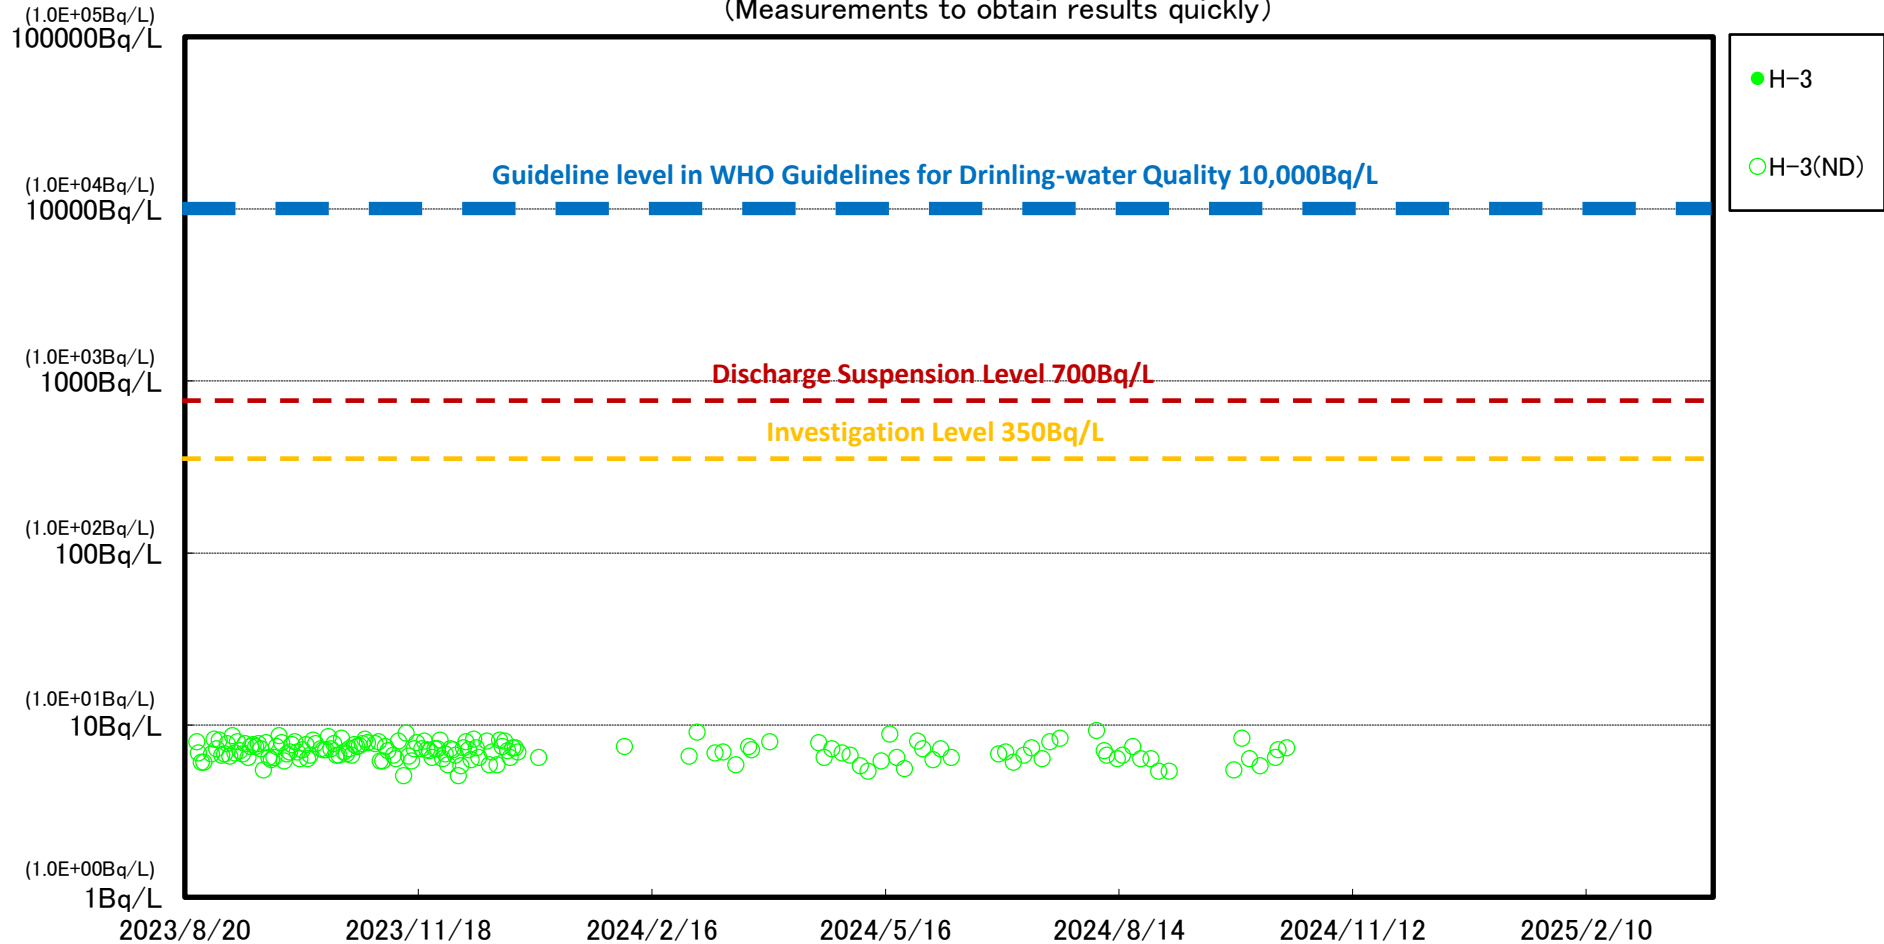 (Measurements to obtain results quickly)
(1.0E+05Bq/L)
100000Bq/L
H-3
H-3(ND)
Guideline level in WHO Guidelines for Drinling-water Quality 10,000Bq/L
(1.0E+04Bq/L)
10000Bq/L
(1.0E+03Bq/L)
1000Bq/L
Discharge Suspension Level 700Bq/L
Investigation Level 350Bq/L
(1.0E+02Bq/L)
100Bq/L
(1.0E+01Bq/L)
10Bq/L
(1.0E+00Bq/L)
1Bq/L
2023/8/20 2023/11/18 2024/2/16 2024/5/16 2024/8/14 2024/11/12 2025/2/10